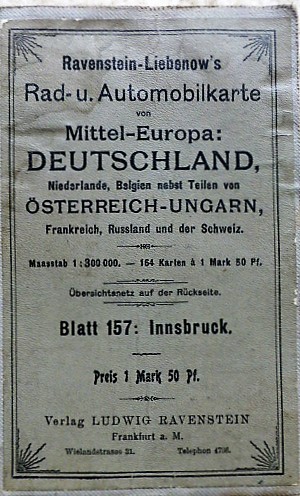 Ravenstein-Liebenow's
Rad- u. Automobilkarte
von
Mittel-Europa:
DEUTSCHLAND,
Niederlande, Belgien nebst Teilen von
ÖSTERREICH-UNGARN,
Frankreich, Russland und der Schweiz.
Maasstab 1:300000. — 164 Karten à 1 Mark 50 Pf.
Übersichtsnetz auf der Rückseite.
Blatt 157: Innsbruck.
Preis 1 Mark 50 Pf.
Verlag LUDWIG RAVENSTEIN
Frankfurt a. M.
Wielandstrasse 31. Telephon 4706.